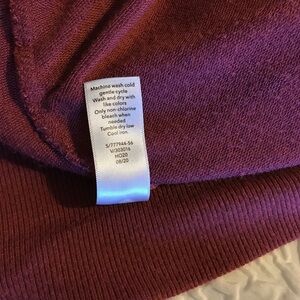 Machine wash cold
gentle cycle
Wash and dry with
like colors
Only non-chlorine
bleach when
needed
Tumble dry low
Cool iron.
S/777944-56
V/303016
HO20
08/20